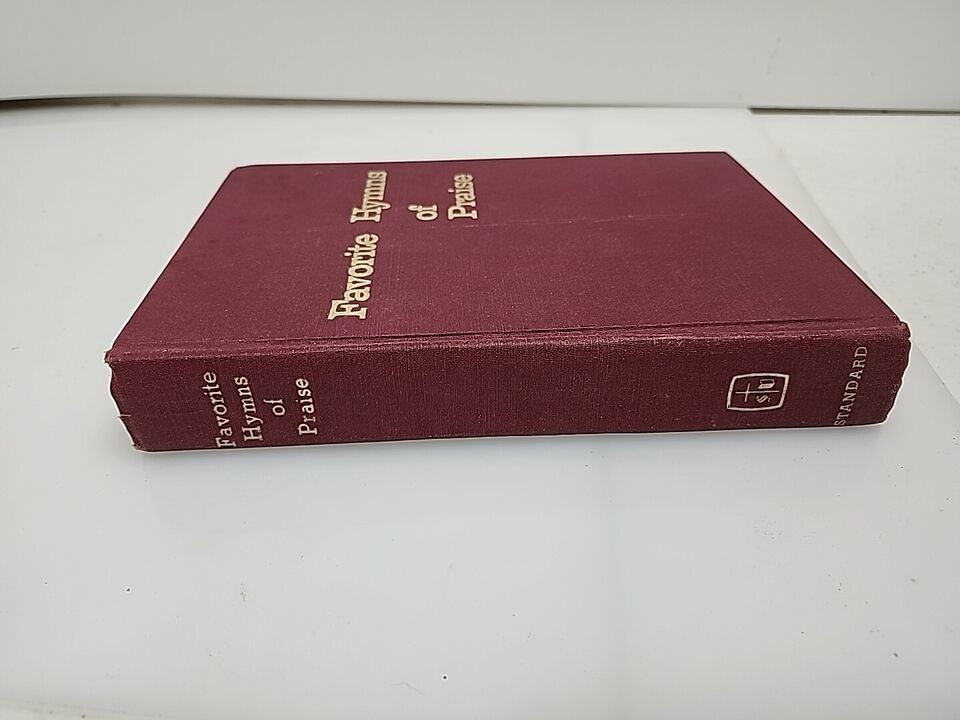 Favorite Hymns
of
Praise
Favorite
Hymns
of
Praise
STANDARD